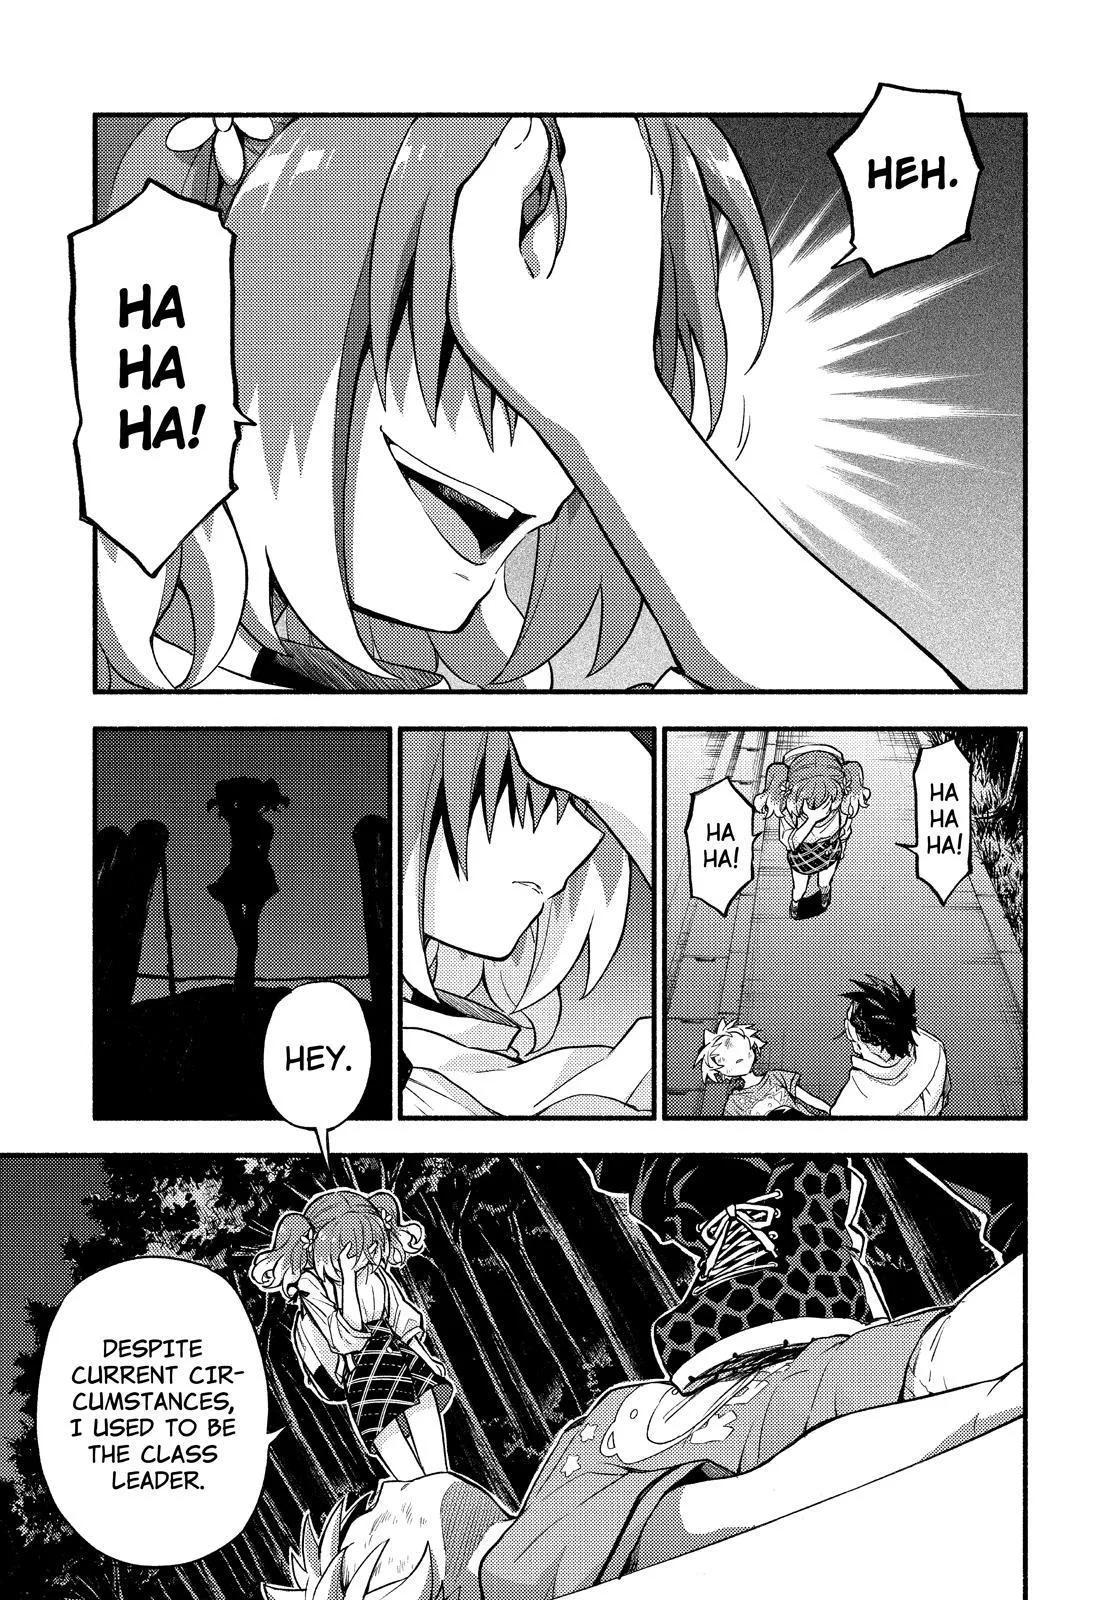 HEH.
HA
HA
HA!
HA
HA
HA!
HA
HA!
HEY.
DESPITE
CURRENT CIR-
CUMSTANCES,
I USED TO BE
THE CLASS
LEADER.